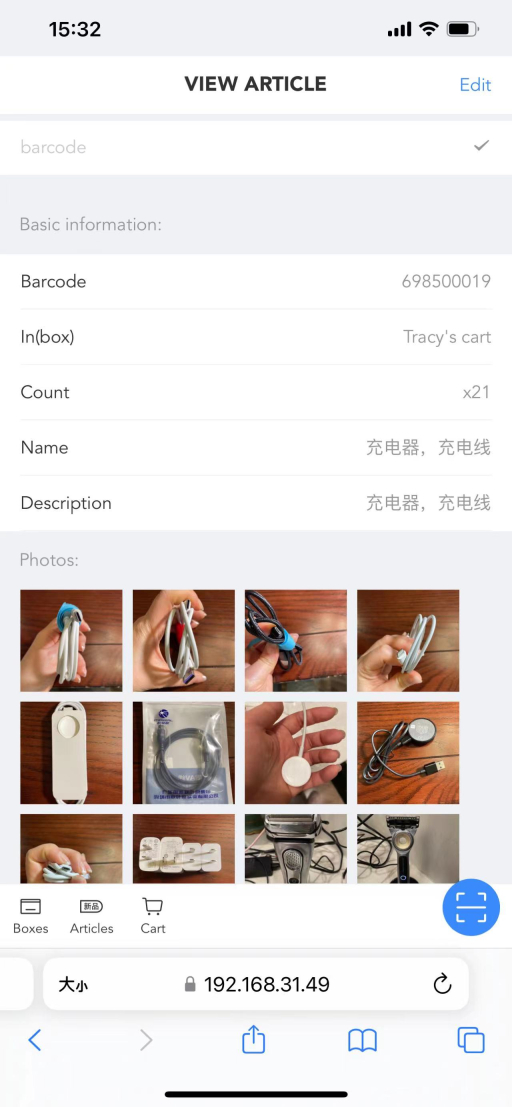 15:32
VIEW ARTICLE
Edit
barcode
Basic information:
Barcode
698500019
In(box)
Tracy's cart
Count
x21
Name
充电器，充电线
Description
充电器，充电线
Photos:
Boxes
新品
Articles
Cart
大小
192.168.31.49